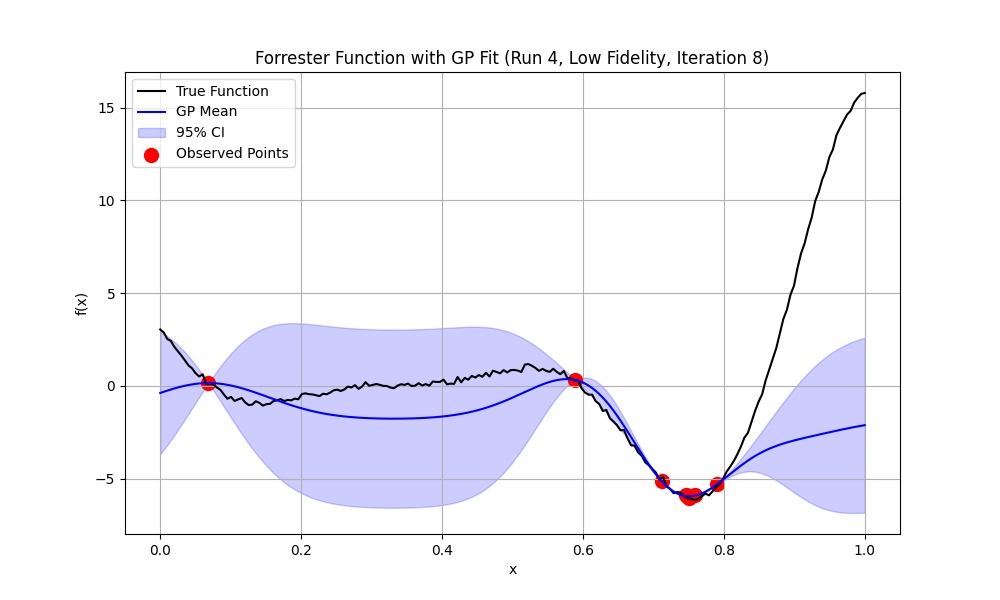 Forrester Function with GP Fit (Run 4, Low Fidelity, Iteration 8)
True Function
GP Mean
95% CI
Observed Points
f(x)
15
10
5
0
−5
0.0 0.2 0.4 0.6 0.8 1.0
x